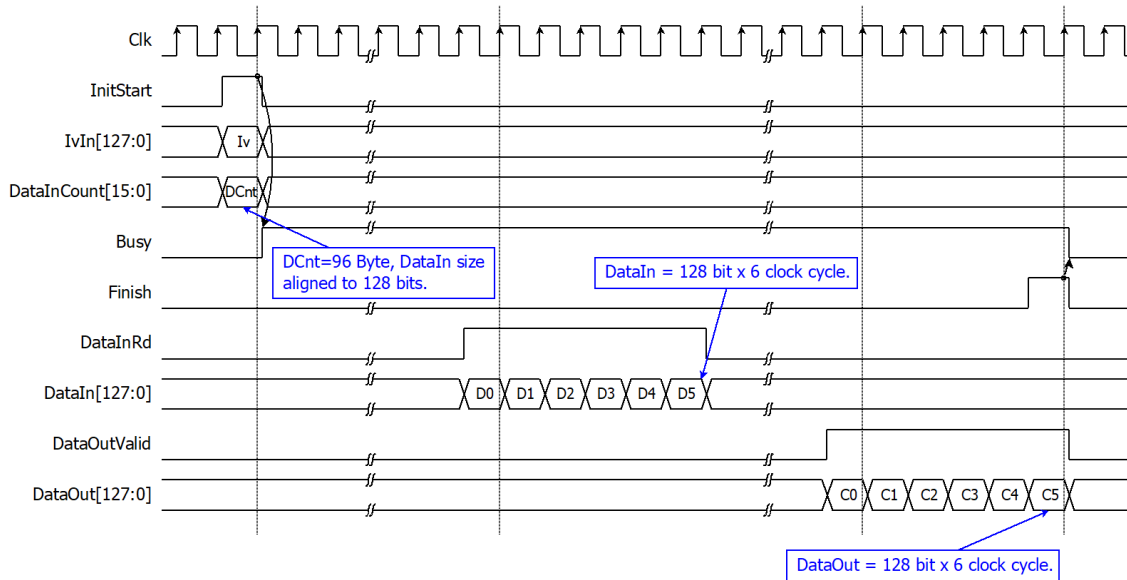 Clk
InitStart
IvIn[127:0]
Iv
DataInCount[15:0]
DCnt
Busy
DCnt=96 Byte, DataIn size
aligned to 128 bits.
DataIn = 128 bit x 6 clock cycle.
Finish
DataInRd
DataIn[127:0]
D0 D1 D2 D3 D4 D5
DataOutValid
DataOut[127:0]
C0 C1 C2 C3 C4 C5
DataOut = 128 bit x 6 clock cycle.